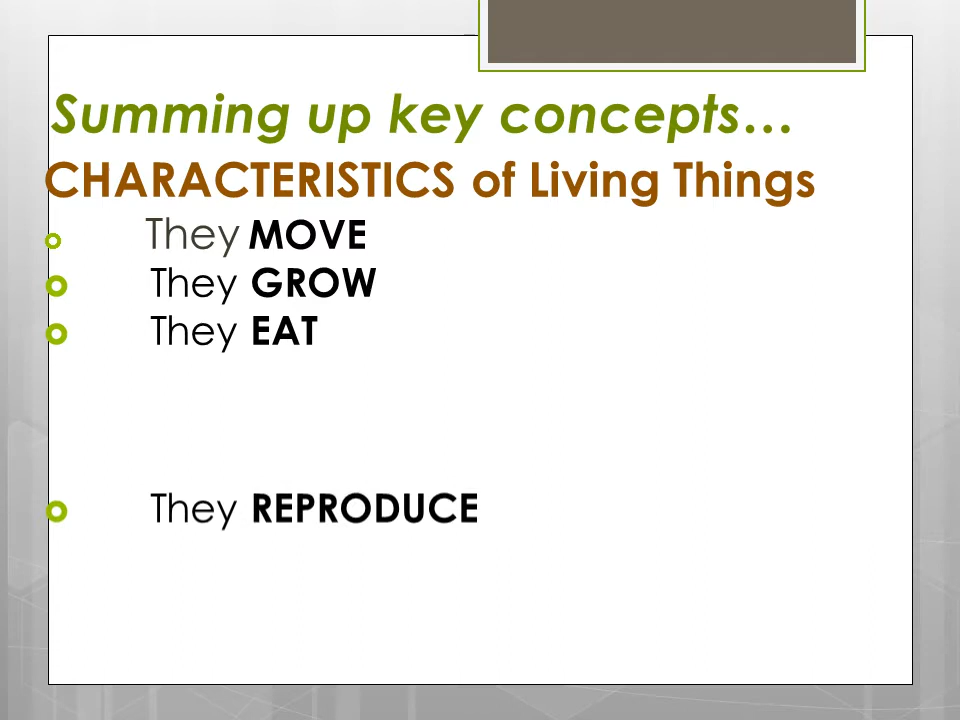 Summing up key concepts…
CHARACTERISTICS of Living Things
They MOVE
They GROW
They EAT
They REPRODUCE